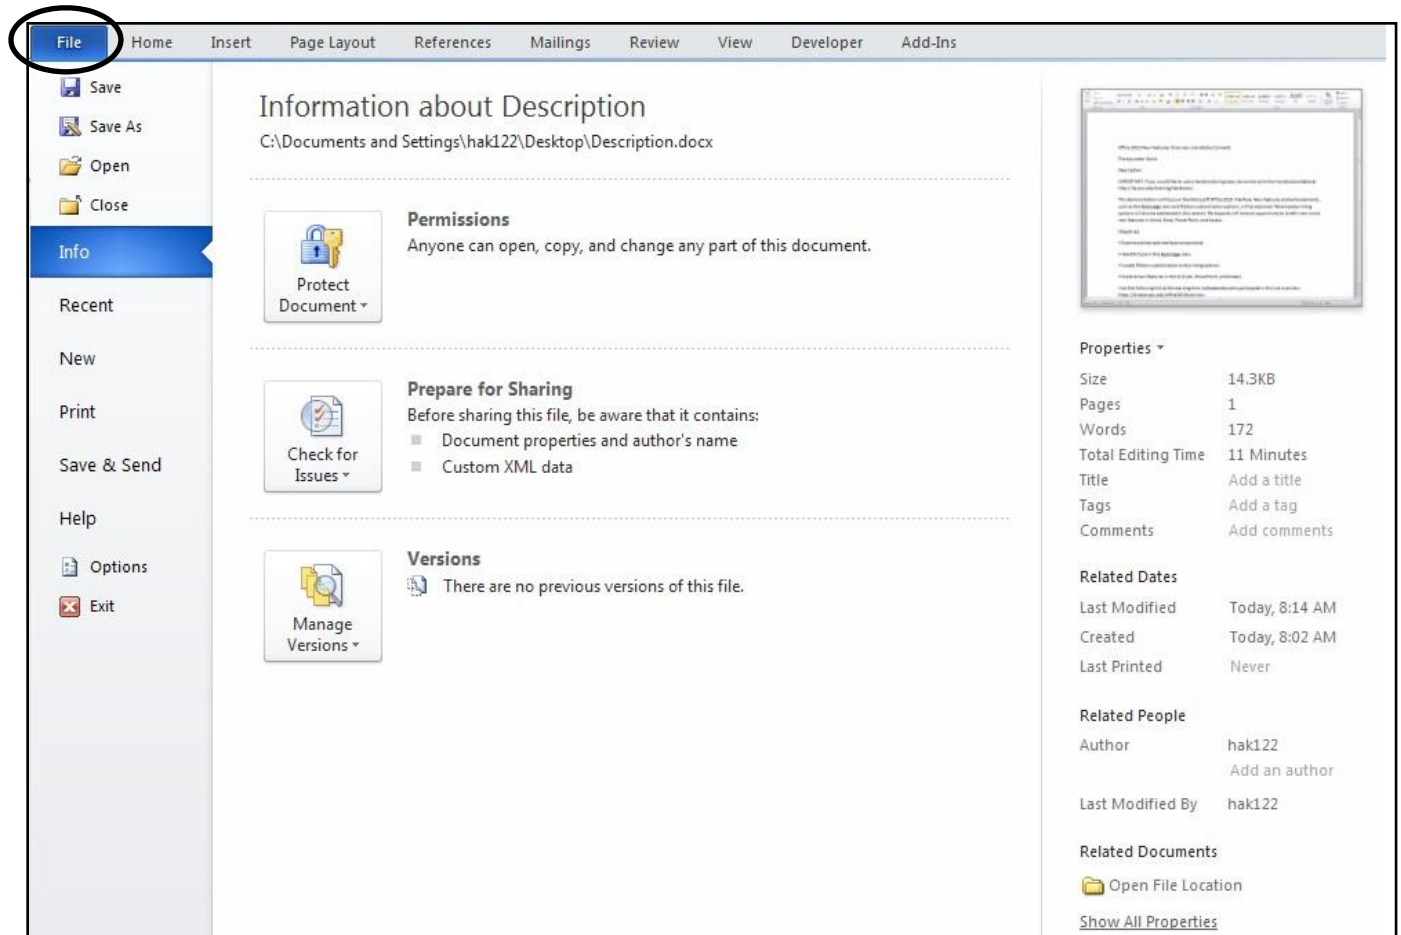 File Home Insert Page Layout References Mailings Review View Developer Add-Ins
Save
Save As
Open
Close
Info
Recent
New
Print
Save & Send
Help
Options
Exit
Information about Description
C:\Documents and Settings\hak122\Desktop\Description.docx
Protect
Document
Permissions
Anyone can open, copy, and change any part of this document.
Check for
Issues
Prepare for Sharing
Before sharing this file, be aware that it contains:
Document properties and author's name
Custom XML data
Manage
Versions
Versions
There are no previous versions of this file.
Properties
Size 14.3KB
Pages 1
Words 172
Total Editing Time 11 Minutes
Title Add a title
Tags Add a tag
Comments Add comments
Related Dates
Last Modified Today, 8:14 AM
Created Today, 8:02 AM
Last Printed Never
Related People
Author hak122
Add an author
Last Modified By hak122
Related Documents
Open File Location
Show All Properties